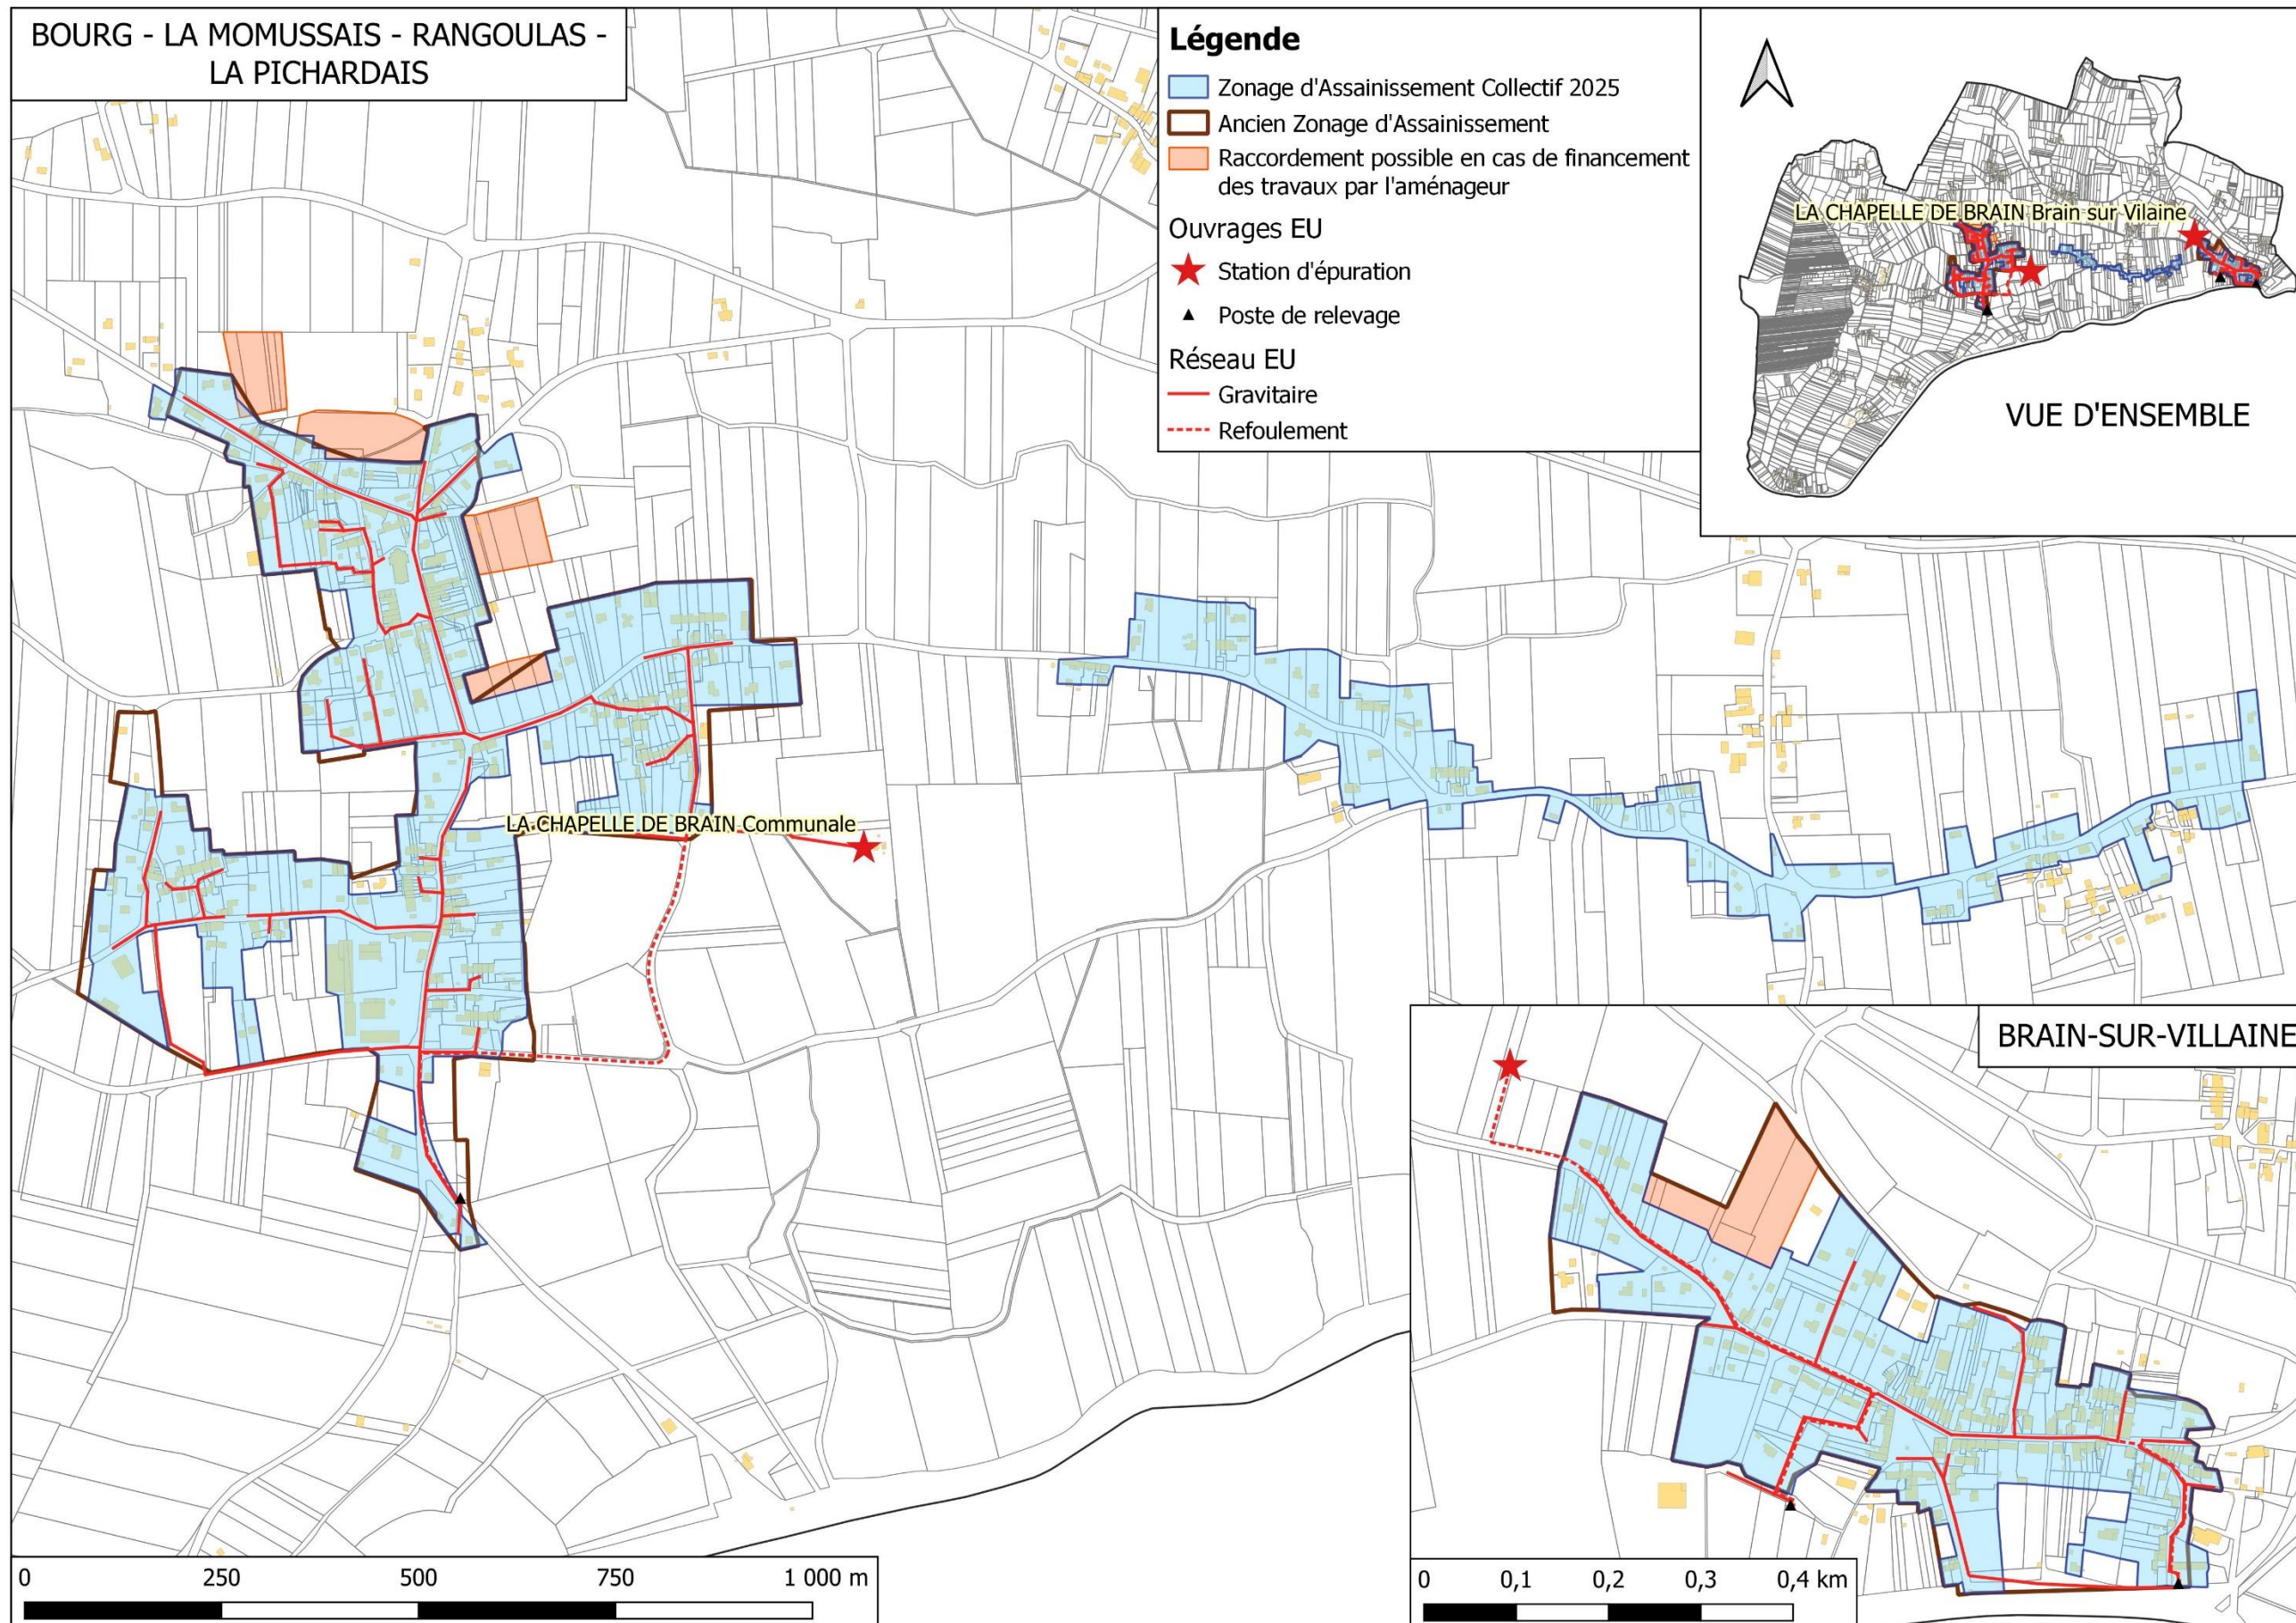 BOURG - LA MOMUSSAIS - RANGOULAS -
LA PICHARDAIS
Légende
Zonage d'Assainissement Collectif 2025
Ancien Zonage d'Assainissement
Raccordement possible en cas de financement
des travaux par l'aménageur
Ouvrages EU
Station d'épuration
Poste de relevage
Réseau EU
Gravitaire
Refoulement
LA CHAPELLE DE BRAIN Brain-sur-Vilaine
VUE D'ENSEMBLE
LA CHAPELLE DE BRAIN Communale
BRAIN-SUR-VILLAINE
0 250 500 750 1 000 m
0 0,1 0,2 0,3 0,4 km